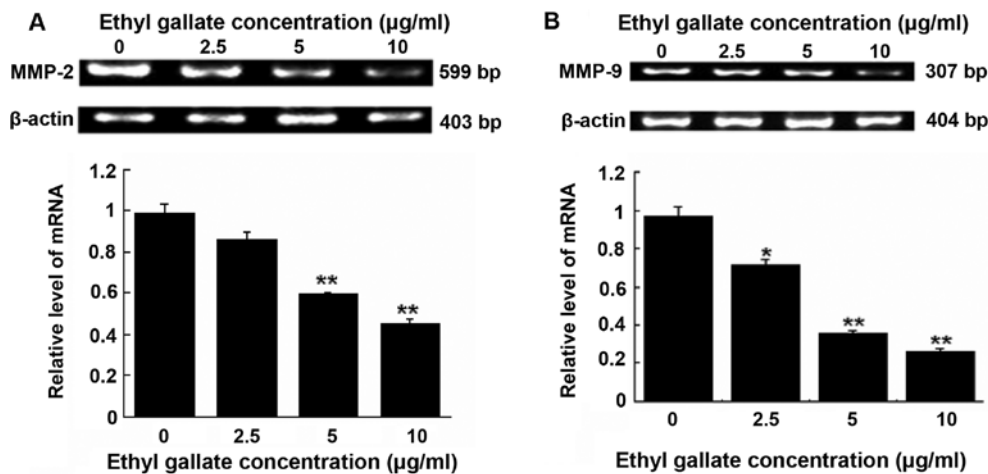 A
Ethyl gallate concentration (µg/ml)
0 2.5 5 10
MMP-2 599 bp
β-actin 403 bp
Relative level of mRNA
1.2
1
0.8
0.6
0.4
0.2
0
**
**
0 2.5 5 10
Ethyl gallate concentration (µg/ml)
B
Ethyl gallate concentration (µg/ml)
0 2.5 5 10
MMP-9 307 bp
β-actin 404 bp
Relative level of mRNA
1.2
1
0.8
0.6
0.4
0.2
0
*
**
**
0 2.5 5 10
Ethyl gallate concentration (µg/ml)